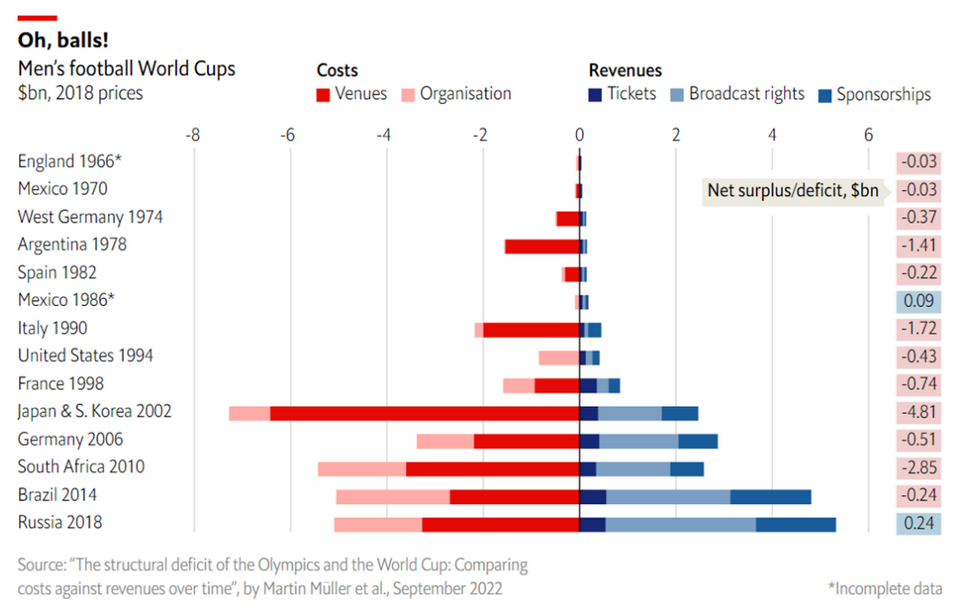 Oh, balls!
Men's football World Cups
$bn, 2018 prices
Costs
Venues Organisation
Revenues
Tickets Broadcast rights Sponsorships
-8 -6 -4 -2 0 2 4 6
England 1966* -0.03
Mexico 1970 Net surplus/deficit, $bn -0.03
West Germany 1974 -0.37
Argentina 1978 -1.41
Spain 1982 -0.22
Mexico 1986* 0.09
Italy 1990 -1.72
United States 1994 -0.43
France 1998 -0.74
Japan & S. Korea 2002 -4.81
Germany 2006 -0.51
South Africa 2010 -2.85
Brazil 2014 -0.24
Russia 2018 0.24
Source: "The structural deficit of the Olympics and the World Cup: Comparing
costs against revenues over time", by Martin Müller et al., September 2022
*Incomplete data